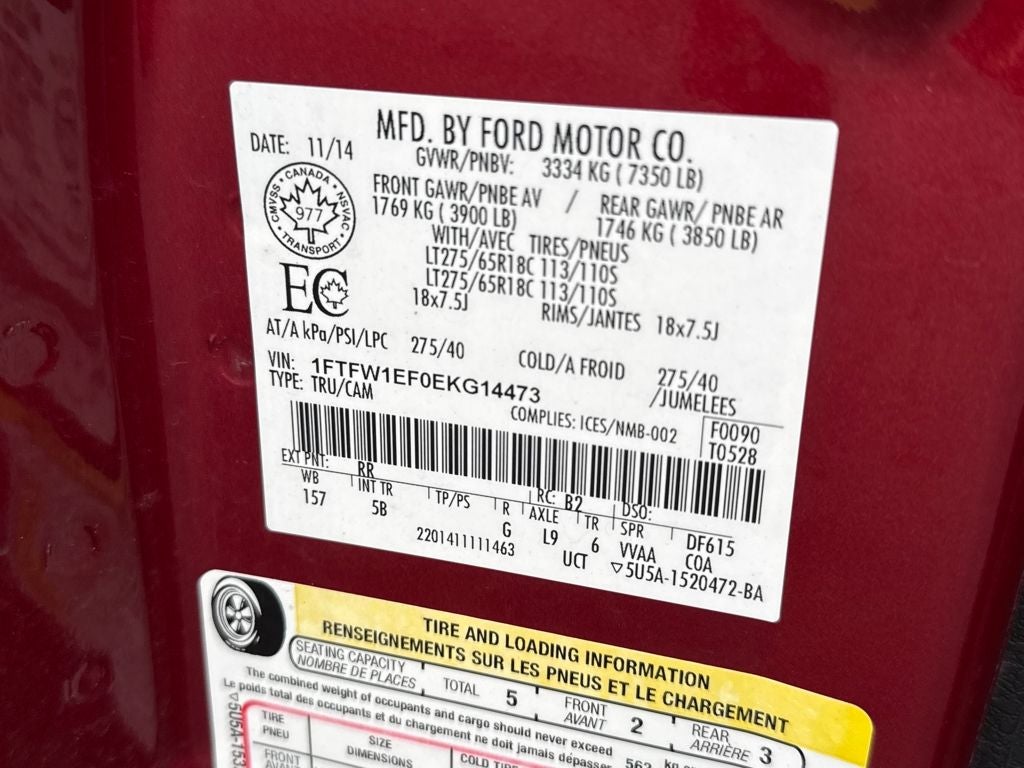 MFD. BY FORD MOTOR CO.
DATE: 11/14
GVWR/PNBV: 3334 KG ( 7350 LB)
FRONT GAWR/PNBE AV / REAR GAWR/ PNBE AR
1769 KG ( 3900 LB) 1746 KG ( 3850 LB)
WITH/AVEC TIRES/PNEUS
LT275/65R18C 113/110S
LT275/65R18C 113/110S
18x7.5J RIMS/JANTES 18x7.5J
CANADA
CMVSS · NSVAC
977
TRANSPORT
EC
AT/A kPa/PSI/LPC 275/40 COLD/A FROID 275/40
VIN: 1FTFW1EF0EKG14473 /JUMELEES
TYPE: TRU/CAM
COMPLIES: ICES/NMB-002 F0090
T0528
EXT PNT: RR RC: B2 DSO:
WB INT TR TP/PS R AXLE TR SPR DF615
157 5B G L9 6 VVAA COA
2201411111463 UCT ▽5U5A-1520472-BA
TIRE AND LOADING INFORMATION
RENSEIGNEMENTS SUR LES PNEUS ET LE CHARGEMENT
SEATING CAPACITY
NOMBRE DE PLACES
TOTAL 5 FRONT
AVANT 2 REAR
ARRIÈRE 3
The combined weight of occupants and cargo should never exceed
Le poids total des occupants et du chargement ne doit jamais dépasser 563 kg
▽5U5A-153
TIRE
PNEU
SIZE
DIMENSIONS
COLD TIRE
FRONT
AVANT